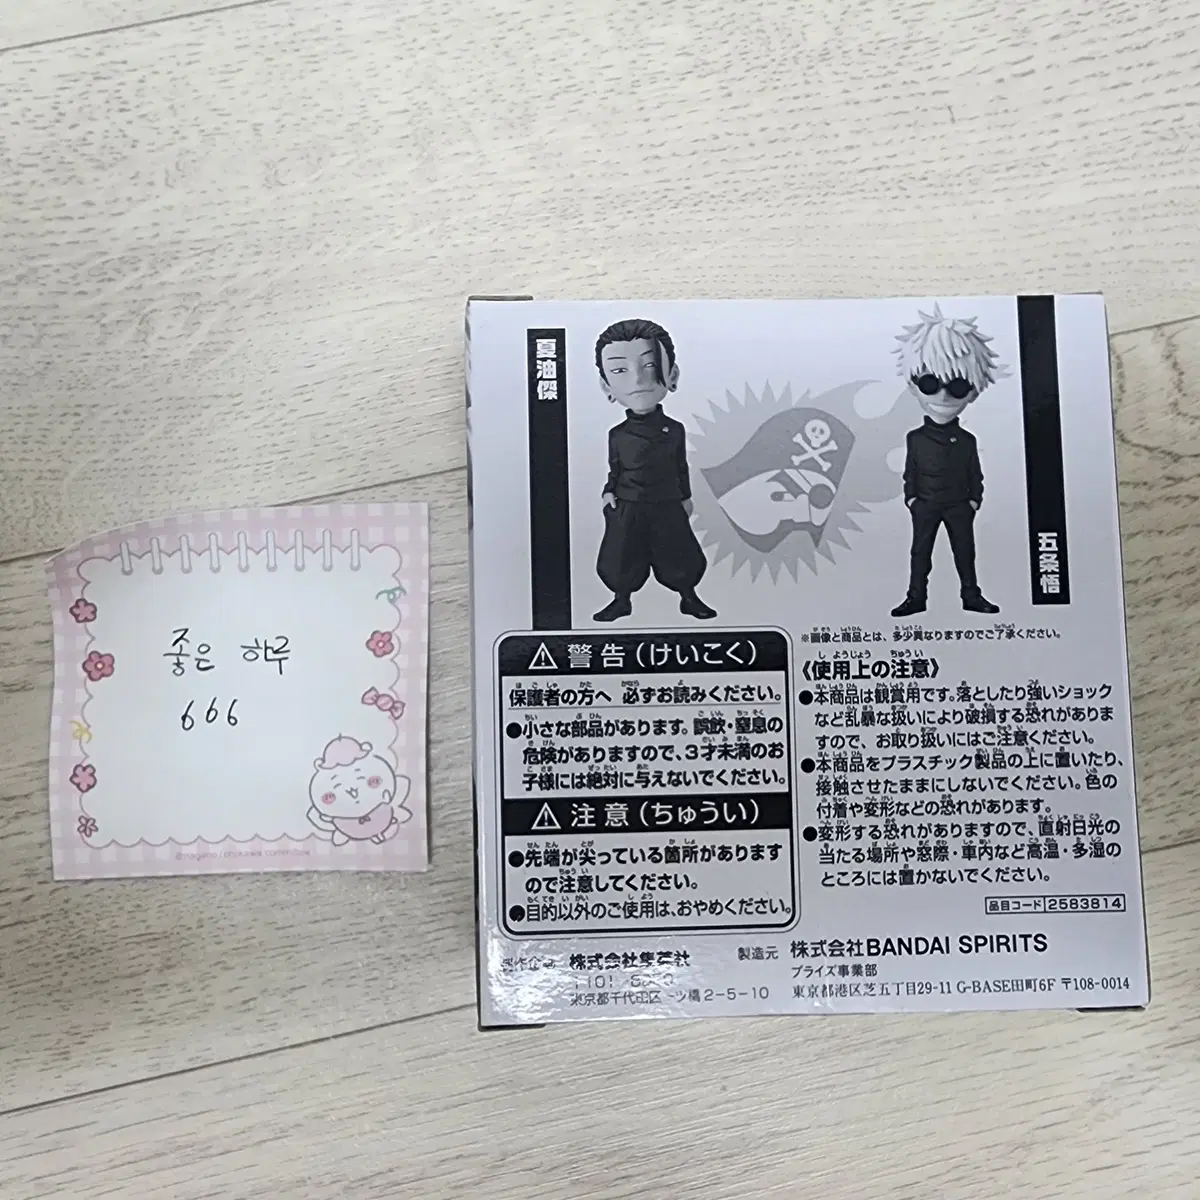 좋은 하루
666
©nagano / chiikawa committee
夏油傑
五条悟
※画像と商品とは、多少異なりますのでご了承ください。
警告（けいこく）
保護者の方へ 必ずお読みください。
●小さな部品があります。誤飲・窒息の
危険がありますので、3才未満のお
子様には絶対に与えないでください。
注意（ちゅうい）
●先端が尖っている箇所があります
ので注意してください。
●目的以外のご使用は、おやめください。
《使用上の注意》
●本商品は観賞用です。落としたり強いショック
など乱暴な扱いにより破損する恐れがありま
すので、お取り扱いにはご注意ください。
●本商品をプラスチック製品の上に置いたり、
接触させたままにしないでください。色の
付着や変形などの恐れがあります。
●変形する恐れがありますので、直射日光の
当たる場所や窓際・車内など高温・多湿の
ところには置かないでください。
品目コード 2583814
製作企画 株式会社集英社
東京都千代田区一ツ橋2-5-10
製造元 株式会社BANDAI SPIRITS
プライズ事業部
東京都港区芝五丁目29-11 G-BASE田町6F 〒108-0014